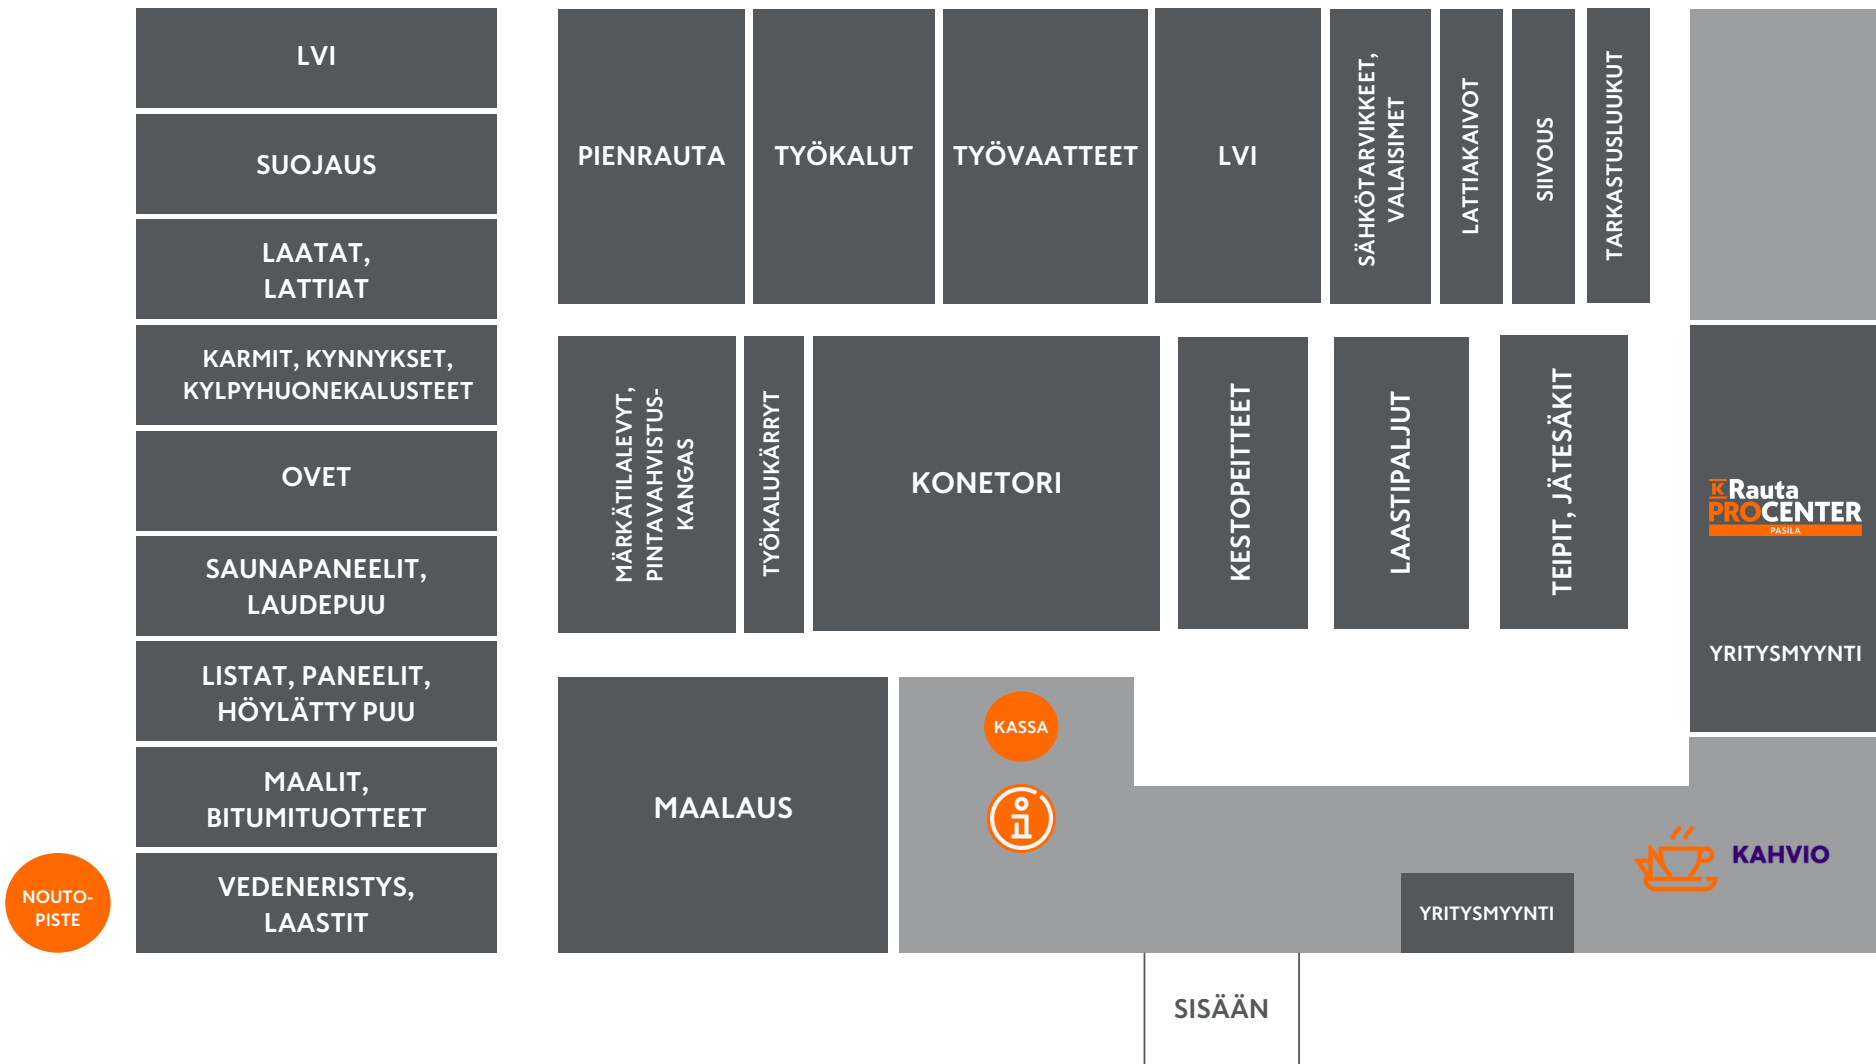 LVI
SUOJAUS
LAATAT,
LATTIAT
KARMIT, KYNNYKSET,
KYLPYHUONEKALUSTEET
OVET
SAUNAPANEELIT,
LAUDEPUU
LISTAT, PANEELIT,
HÖYLÄTTY PUU
MAALIT,
BITUMITUOTTEET
VEDENERISTYS,
LAASTIT
NOUTO-
PISTE
PIENRAUTA
TYÖKALUT
TYÖVAATTEET
LVI
SÄHKÖTARVIKKEET,
VALAISIMET
LATTIAKAIVOT
SIIVOUS
TARKASTUSLUUKUT
MÄRKÄTILALEVYT,
PINTAVAHVISTUS-
KANGAS
TYÖKALUKÄRRYT
KONETORI
KESTOPEITTEET
LAASTIPALJUT
TEIPIT, JÄTESÄKIT
K Rauta
PROCENTER
PASILA
YRITYSMYYNTI
MAALAUS
KASSA
KAHVIO
YRITYSMYYNTI
SISÄÄN